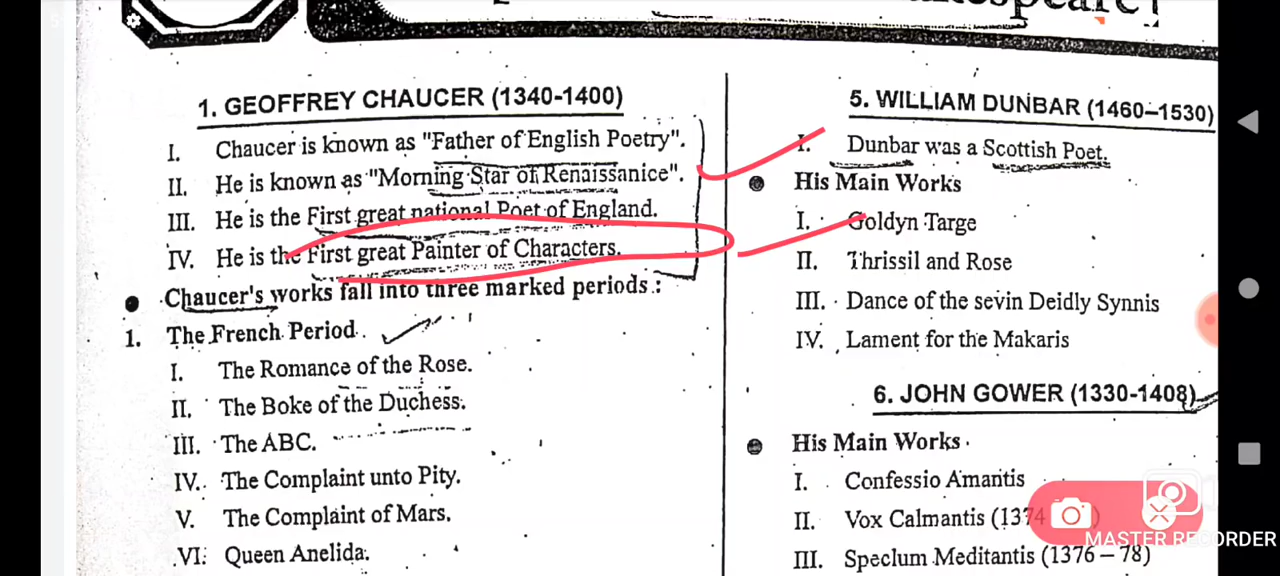 1. GEOFFREY CHAUCER (1340-1400)
I. Chaucer is known as "Father of English Poetry".
II. He is known as "Morning Star of Renaissanice".
III. He is the First great national Poet of England.
IV. He is the First great Painter of Characters.
● Chaucer's works fall into three marked periods :
1. The French Period.
I. The Romance of the Rose.
II. The Boke of the Duchess.
III. The ABC.
IV. The Complaint unto Pity.
V. The Complaint of Mars.
VI. Queen Anelida.
5. WILLIAM DUNBAR (1460–1530)
I. Dunbar was a Scottish Poet.
● His Main Works
I. Goldyn Targe
II. Thrissil and Rose
III. Dance of the sevin Deidly Synnis
IV. Lament for the Makaris
6. JOHN GOWER (1330-1408)
● His Main Works
I. Confessio Amantis
II. Vox Calmantis (1374
III. Speclum Meditantis (1376 – 78)
MASTER RECORDER